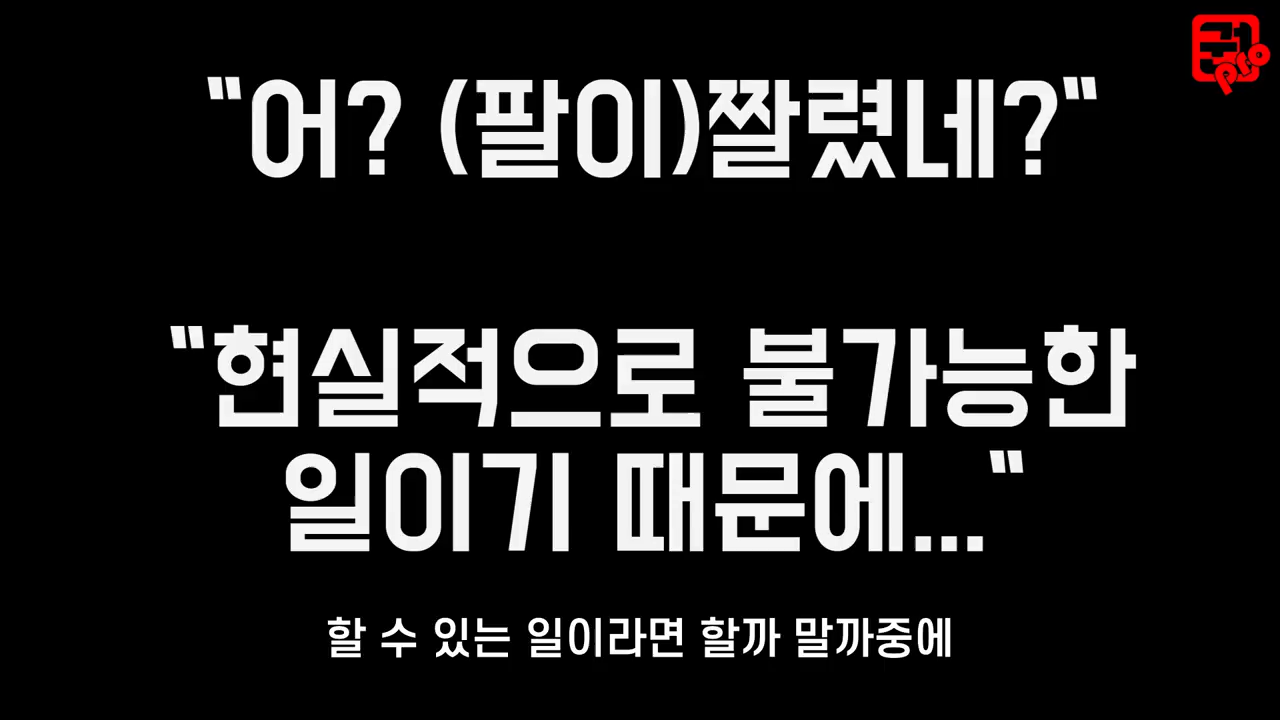 "어? (팔이)짤렸네?"
"현실적으로 불가능한
일이기 때문에..."
할 수 있는 일이라면 할까 말까중에
pro